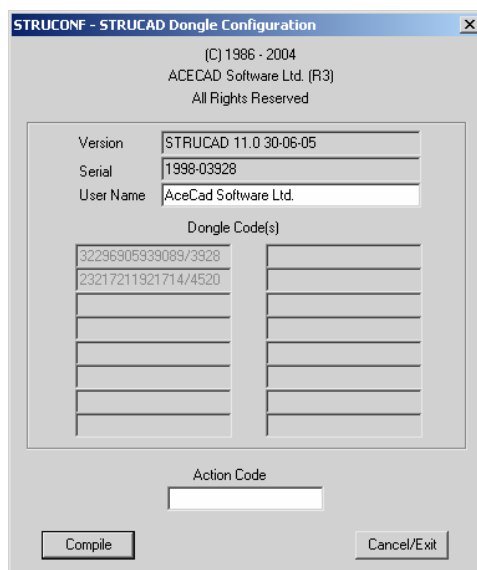 STRUCONF - STRUCAD Dongle Configuration
(C) 1986 - 2004
ACECAD Software Ltd. (R3)
All Rights Reserved
Version STRUCAD 11.0 30-06-05
Serial 1998-03928
User Name AceCad Software Ltd.
Dongle Code(s)
32296905939089/3928
23217211921714/4520
Action Code
Compile Cancel/Exit